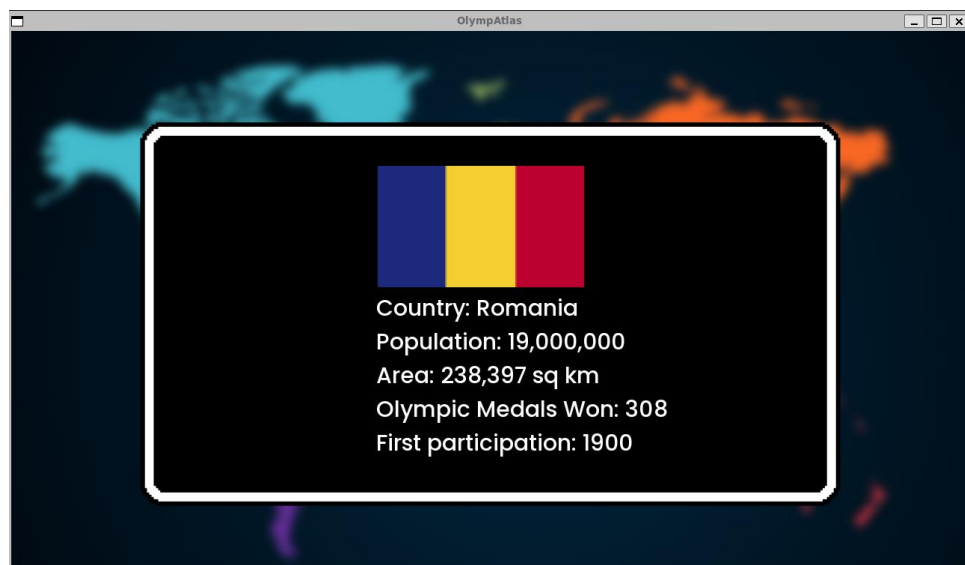 OlympAtlas
Country: Romania
Population: 19,000,000
Area: 238,397 sq km
Olympic Medals Won: 308
First participation: 1900